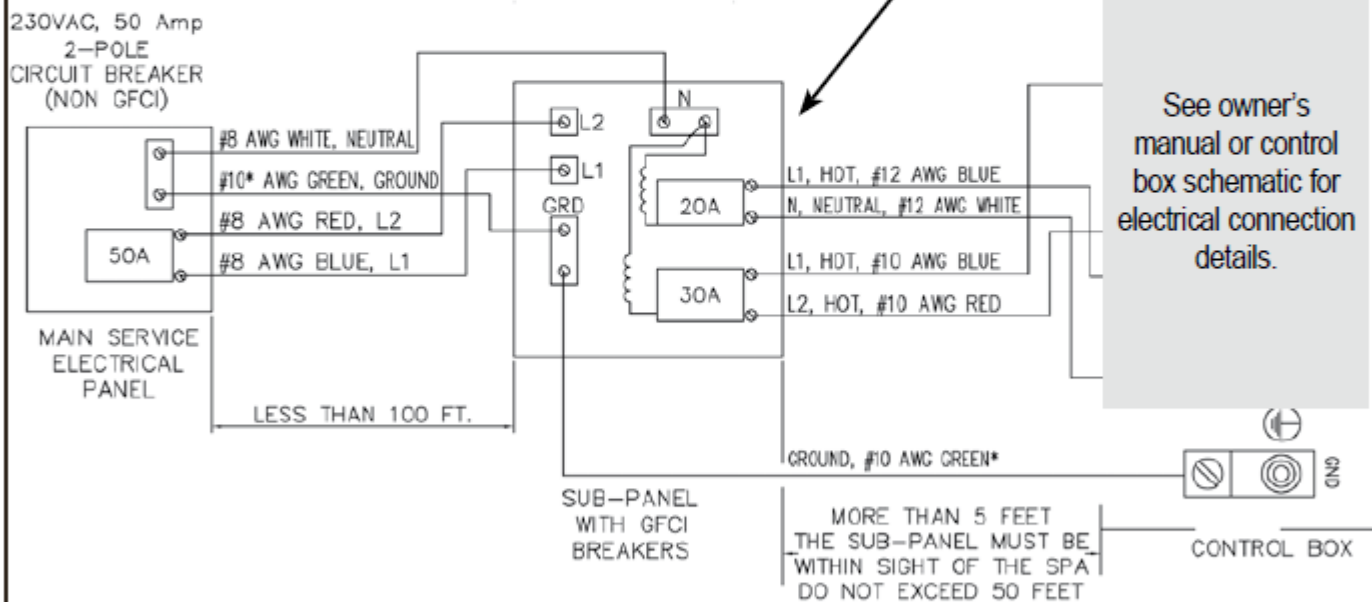 230VAC, 50 Amp
2-POLE
CIRCUIT BREAKER
(NON GFCI)
#8 AWG WHITE, NEUTRAL
#10* AWG GREEN, GROUND
#8 AWG RED, L2
#8 AWG BLUE, L1
50A
MAIN SERVICE
ELECTRICAL
PANEL
LESS THAN 100 FT.
L2
L1
GRD
N
20A
30A
SUB-PANEL
WITH GFCI
BREAKERS
L1, HOT, #12 AWG BLUE
N, NEUTRAL, #12 AWG WHITE
L1, HOT, #10 AWG BLUE
L2, HOT, #10 AWG RED
GROUND, #10 AWG GREEN*
MORE THAN 5 FEET
THE SUB-PANEL MUST BE
WITHIN SIGHT OF THE SPA
DO NOT EXCEED 50 FEET
See owner's
manual or control
box schematic for
electrical connection
details.
GND
CONTROL BOX